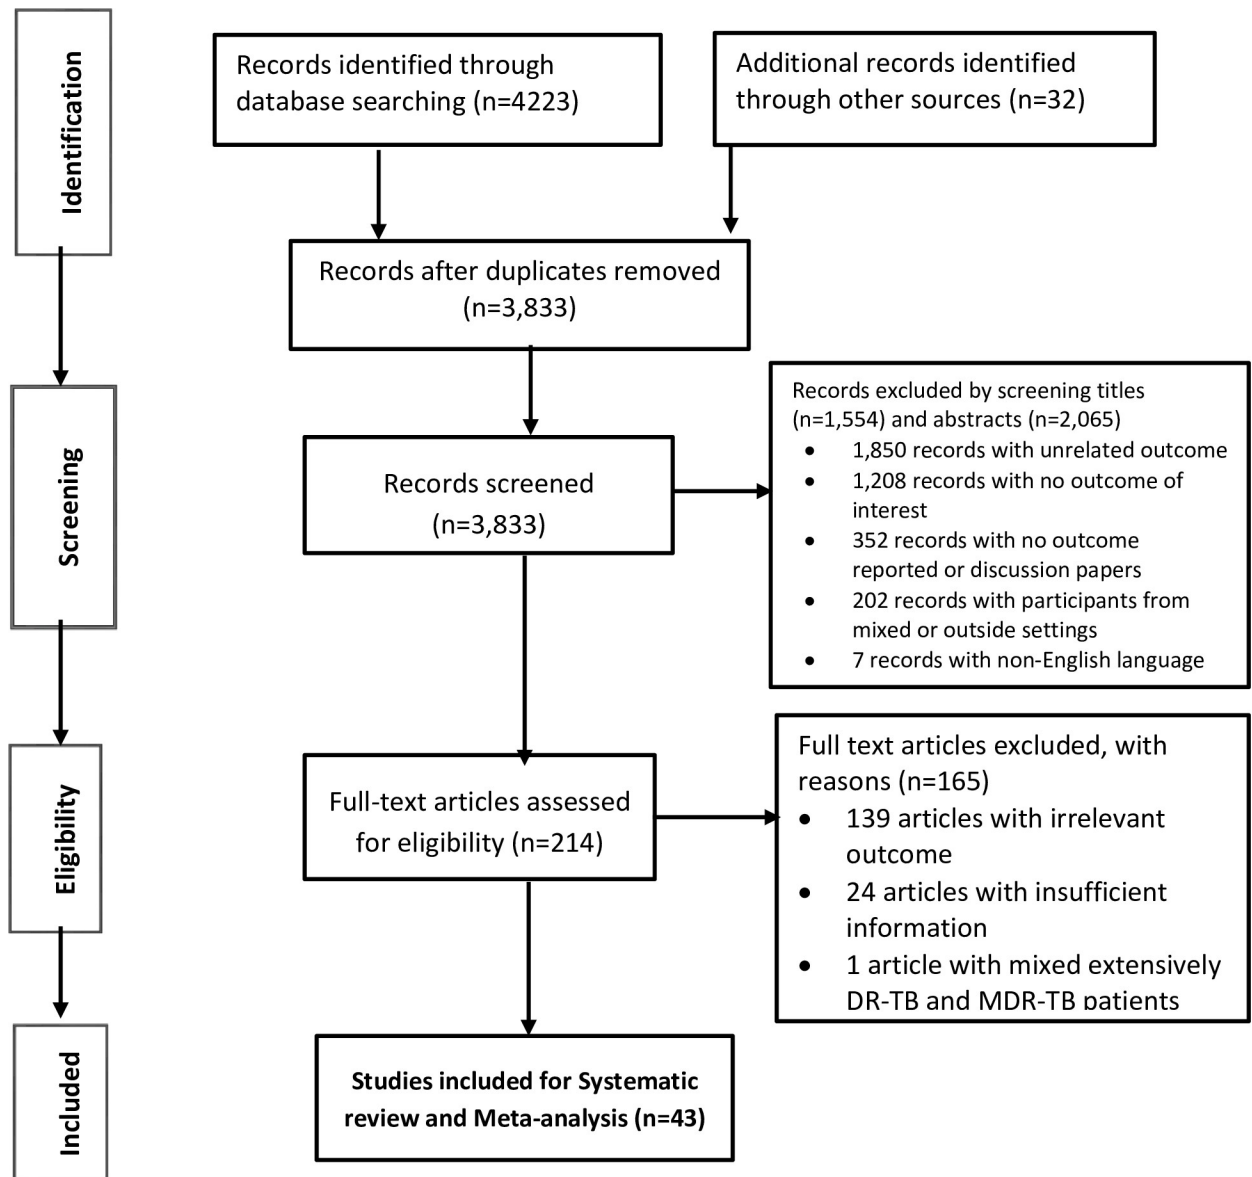 Identification
Records identified through
database searching (n=4223)
Additional records identified
through other sources (n=32)
Records after duplicates removed
(n=3,833)
Screening
Records screened
(n=3,833)
Records excluded by screening titles
(n=1,554) and abstracts (n=2,065)
• 1,850 records with unrelated outcome
• 1,208 records with no outcome of
interest
• 352 records with no outcome
reported or discussion papers
• 202 records with participants from
mixed or outside settings
• 7 records with non-English language
Eligibility
Full-text articles assessed
for eligibility (n=214)
Full text articles excluded, with
reasons (n=165)
• 139 articles with irrelevant
outcome
• 24 articles with insufficient
information
• 1 article with mixed extensively
DR-TB and MDR-TB patients
Included
Studies included for Systematic
review and Meta-analysis (n=43)